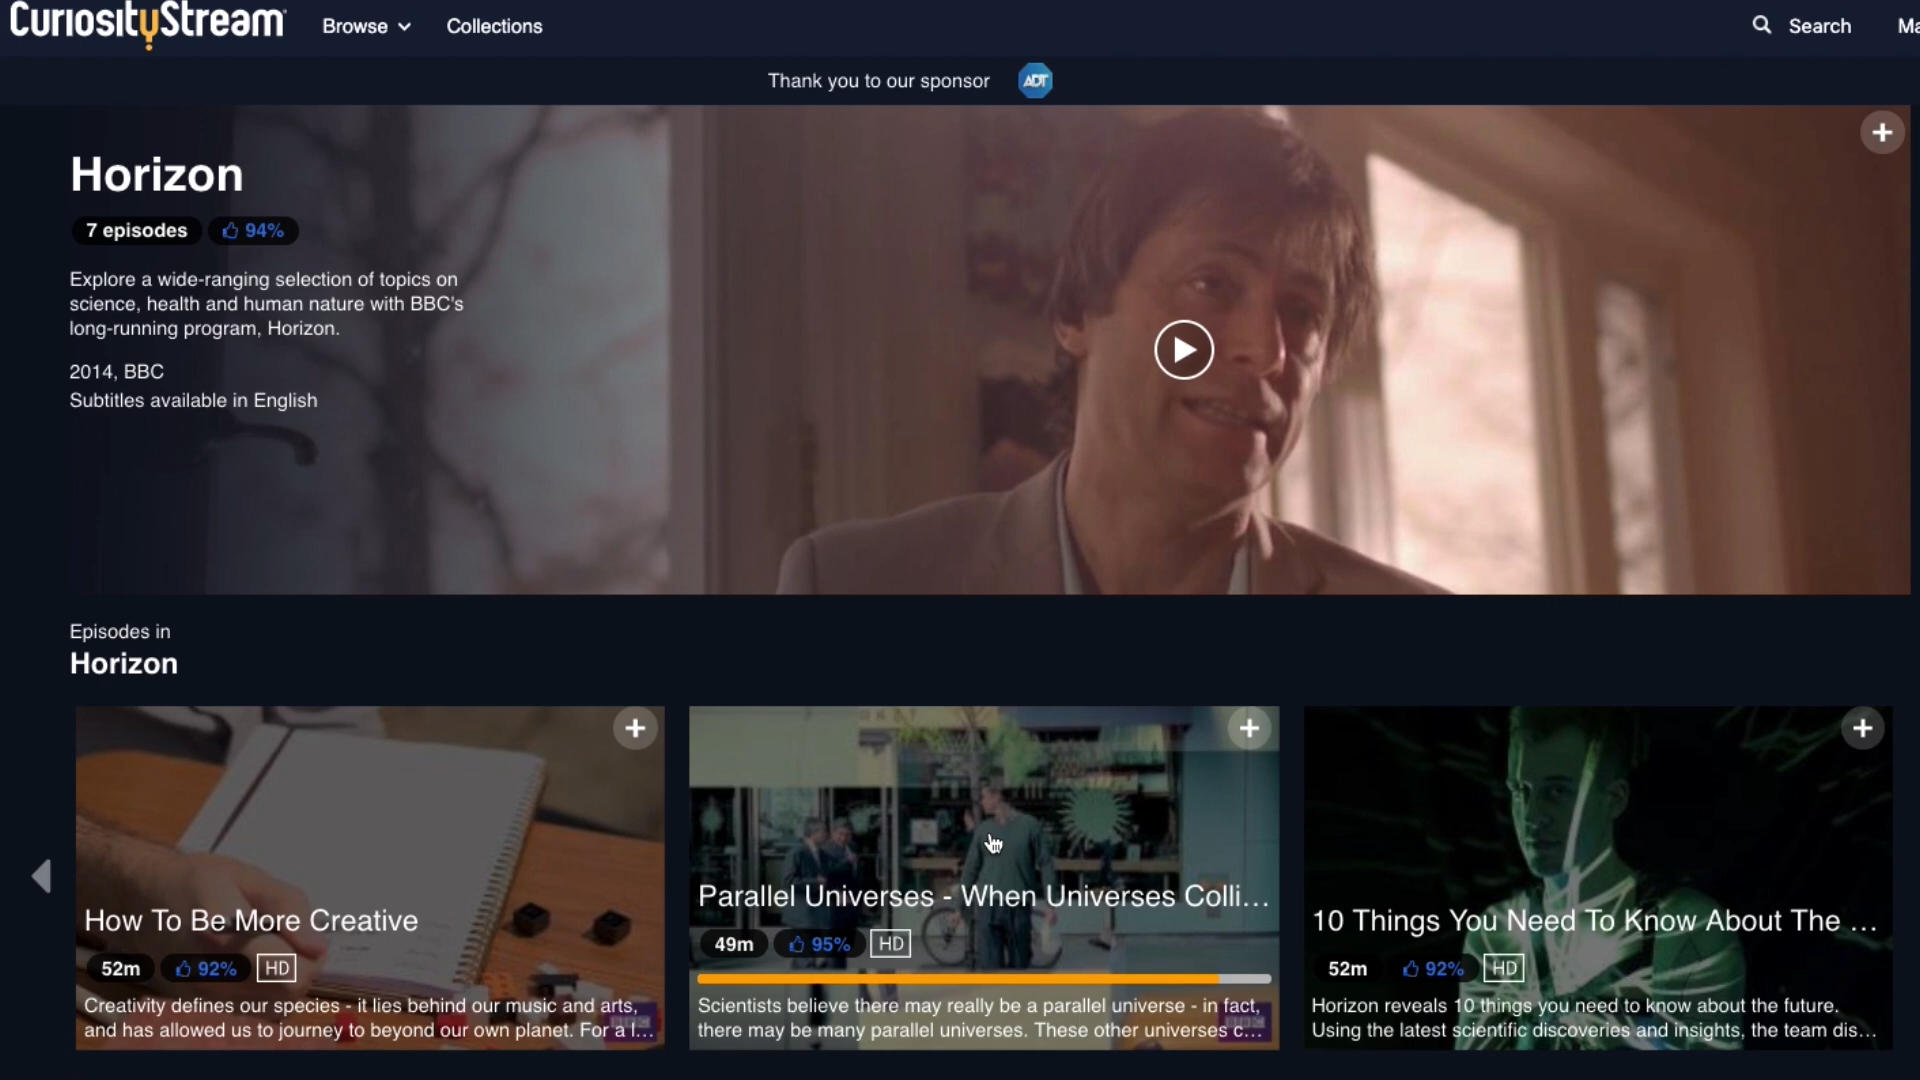 CuriosityStream
Browse
Collections
Search
Ma
Thank you to our sponsor
ADT
Horizon
7 episodes
94%
Explore a wide-ranging selection of topics on
science, health and human nature with BBC's
long-running program, Horizon.
2014, BBC
Subtitles available in English
Episodes in
Horizon
How To Be More Creative
52m 92% HD
Creativity defines our species - it lies behind our music and arts,
and has allowed us to journey to beyond our own planet. For a l...
Parallel Universes - When Universes Colli...
49m 95% HD
Scientists believe there may really be a parallel universe - in fact,
there may be many parallel universes. These other universes c...
10 Things You Need To Know About The ...
52m 92% HD
Horizon reveals 10 things you need to know about the future.
Using the latest scientific discoveries and insights, the team dis...